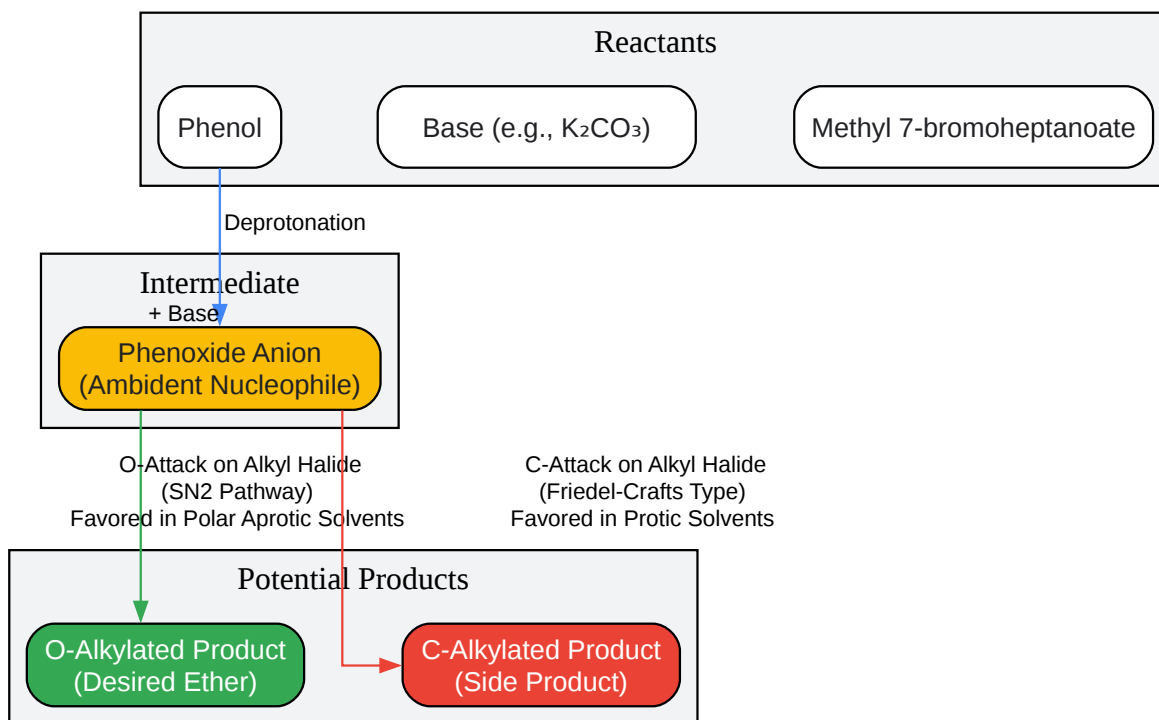 Reactants
Phenol
Base (e.g., K₂CO₃)
Methyl 7-bromoheptanoate
Deprotonation
Intermediate
+ Base
Phenoxide Anion
(Ambident Nucleophile)
O-Attack on Alkyl Halide
(SN2 Pathway)
Favored in Polar Aprotic Solvents
C-Attack on Alkyl Halide
(Friedel-Crafts Type)
Favored in Protic Solvents
Potential Products
O-Alkylated Product
(Desired Ether)
C-Alkylated Product
(Side Product)